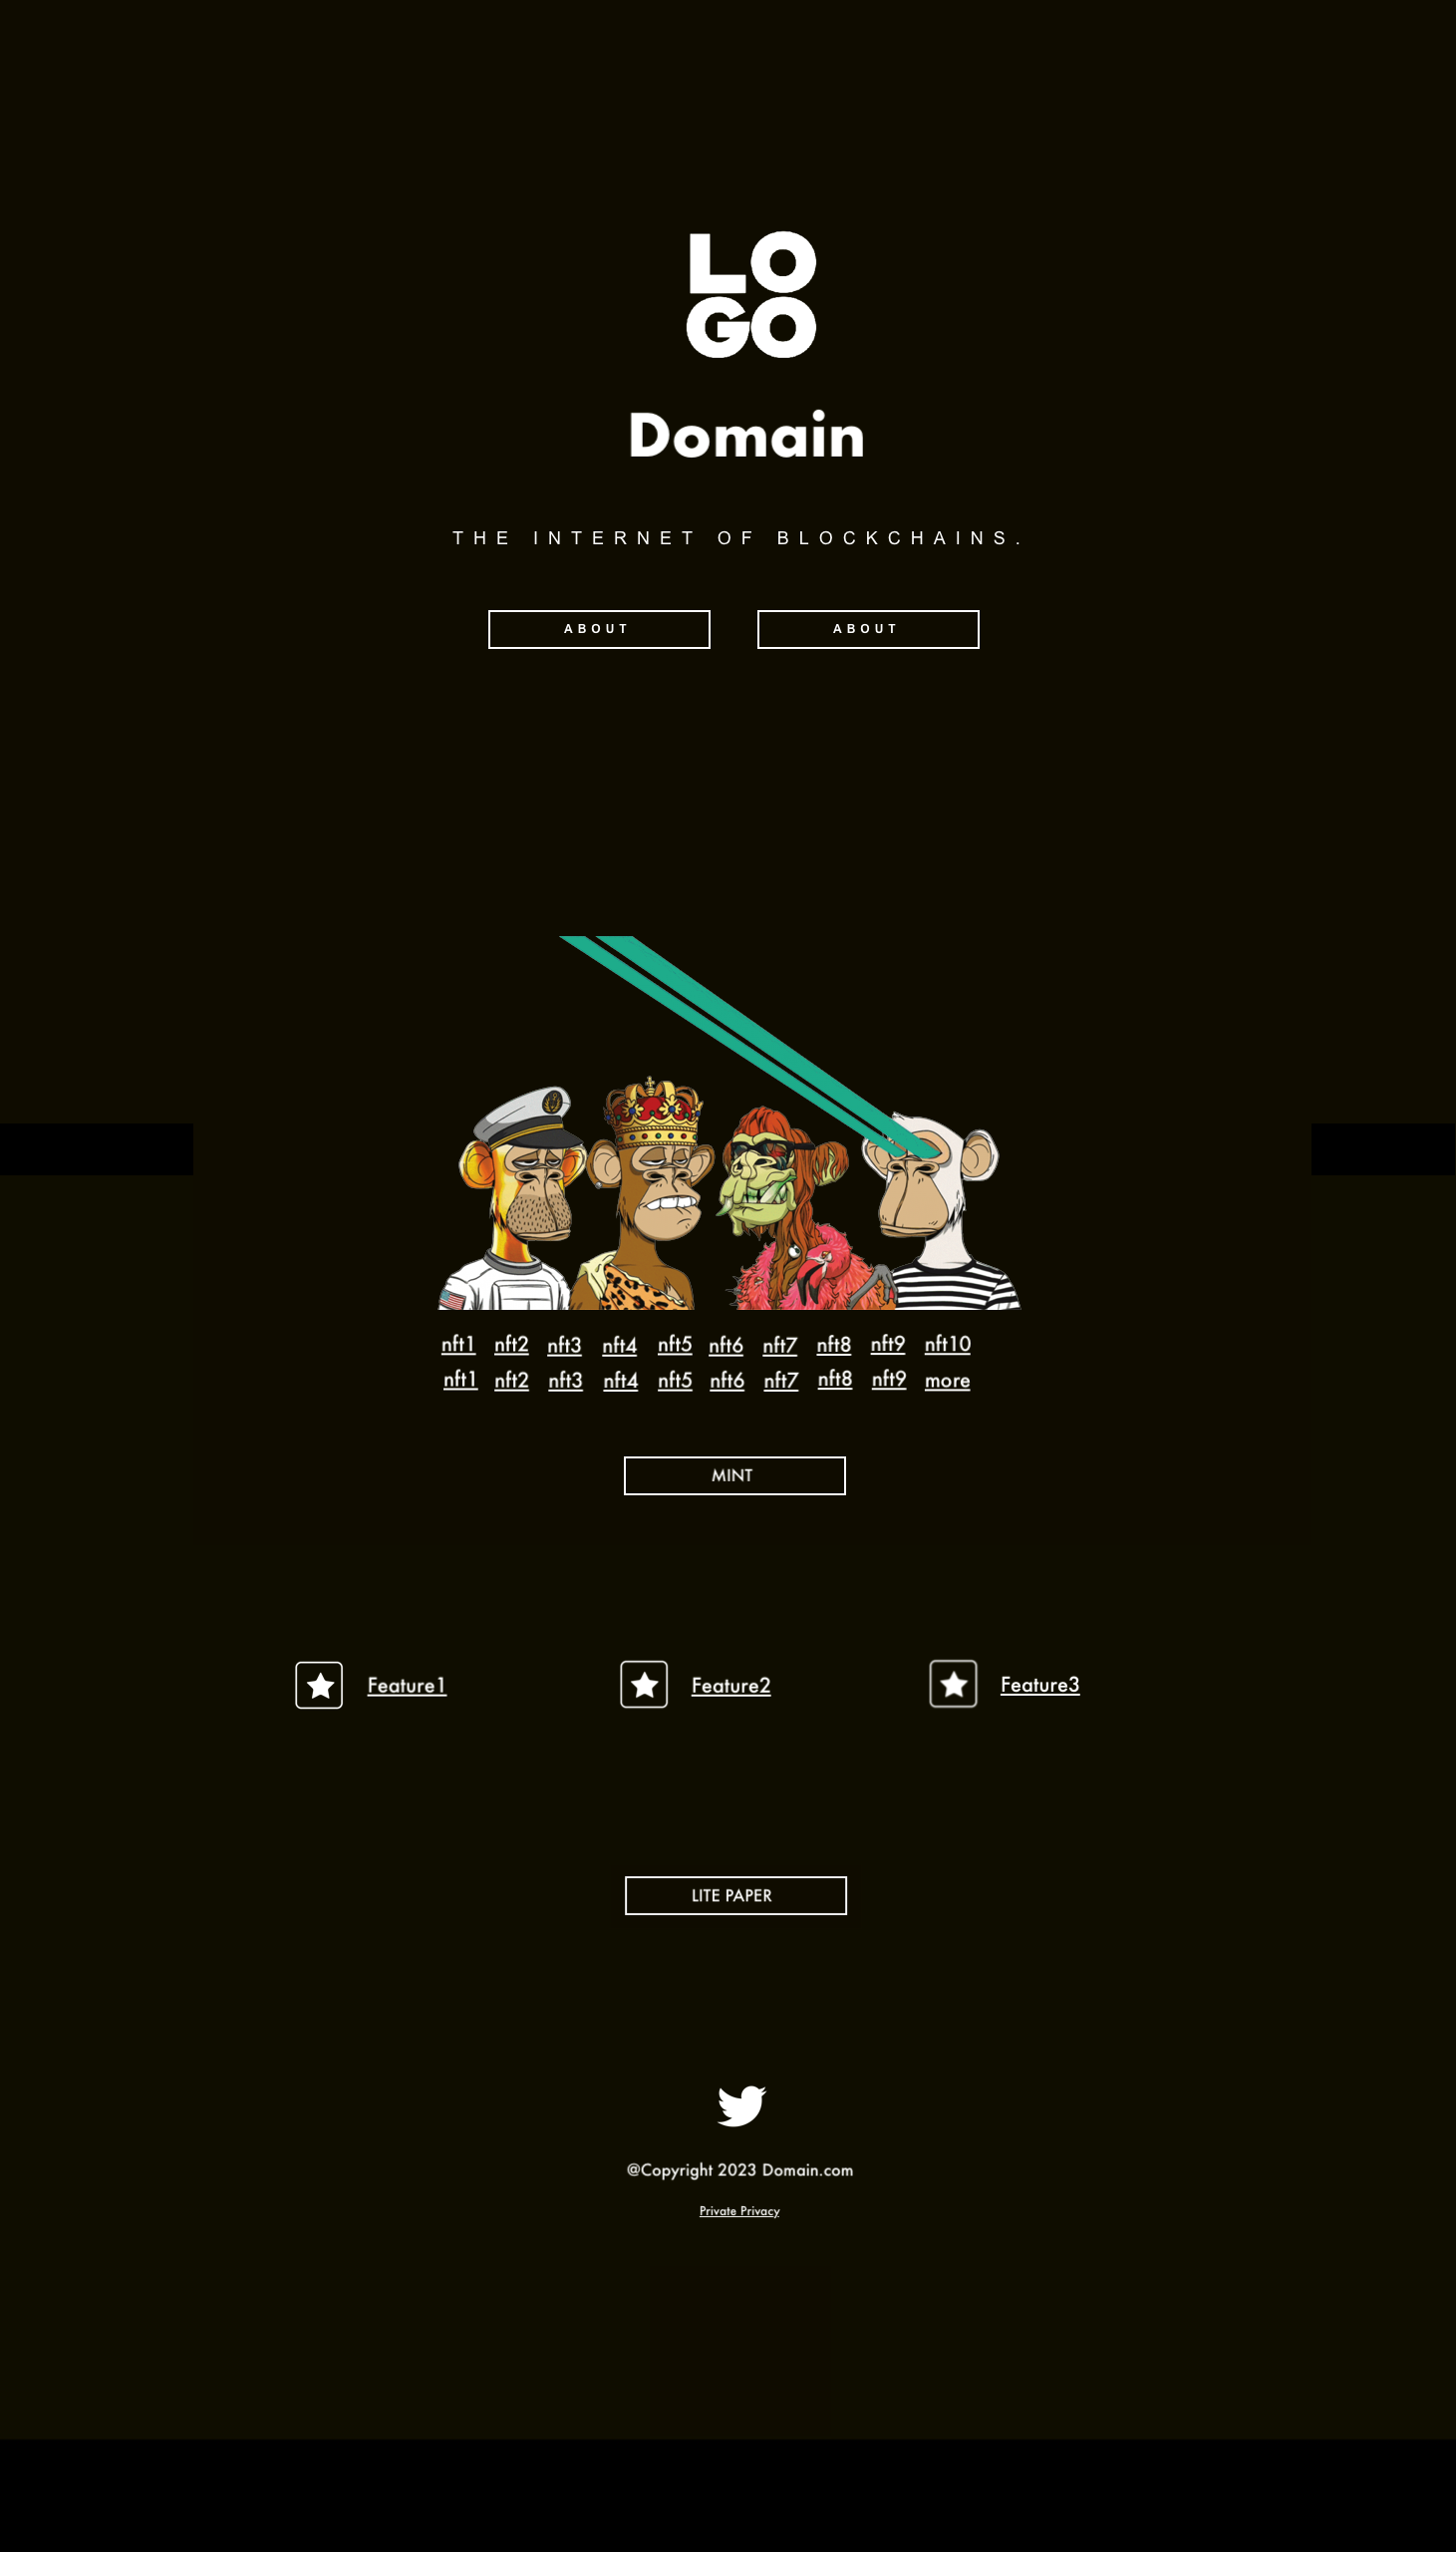 LO
GO
Domain
THE INTERNET OF BLOCKCHAINS.
ABOUT ABOUT
nft1 nft2 nft3 nft4 nft5 nft6 nft7 nft8 nft9 nft10
nft1 nft2 nft3 nft4 nft5 nft6 nft7 nft8 nft9 more
MINT
Feature1 Feature2 Feature3
LITE PAPER
@Copyright 2023 Domain.com
Private Privacy